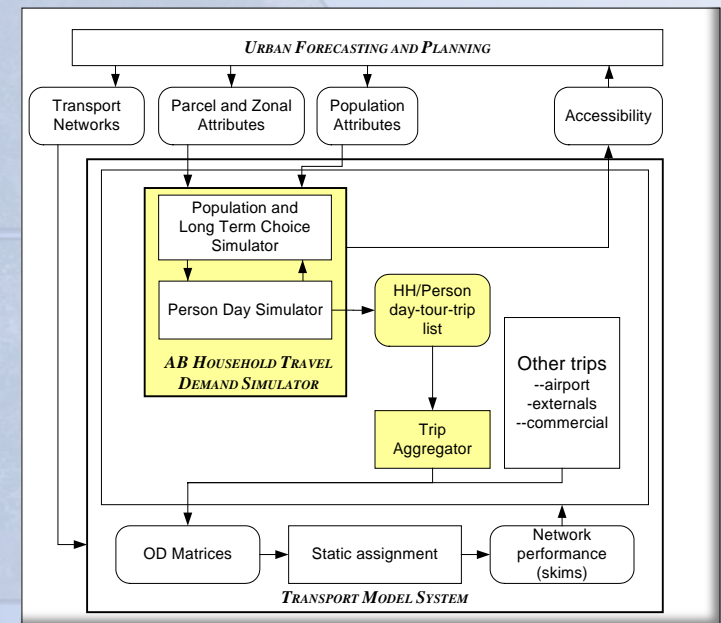 URBAN FORECASTING AND PLANNING
Transport
Networks
Parcel and Zonal
Attributes
Population
Attributes
Accessibility
Population and
Long Term Choice
Simulator
Person Day Simulator
AB HOUSEHOLD TRAVEL
DEMAND SIMULATOR
HH/Person
day-tour-trip
list
Trip
Aggregator
Other trips
--airport
-externals
--commercial
OD Matrices
Static assignment
Network
performance
(skims)
TRANSPORT MODEL SYSTEM